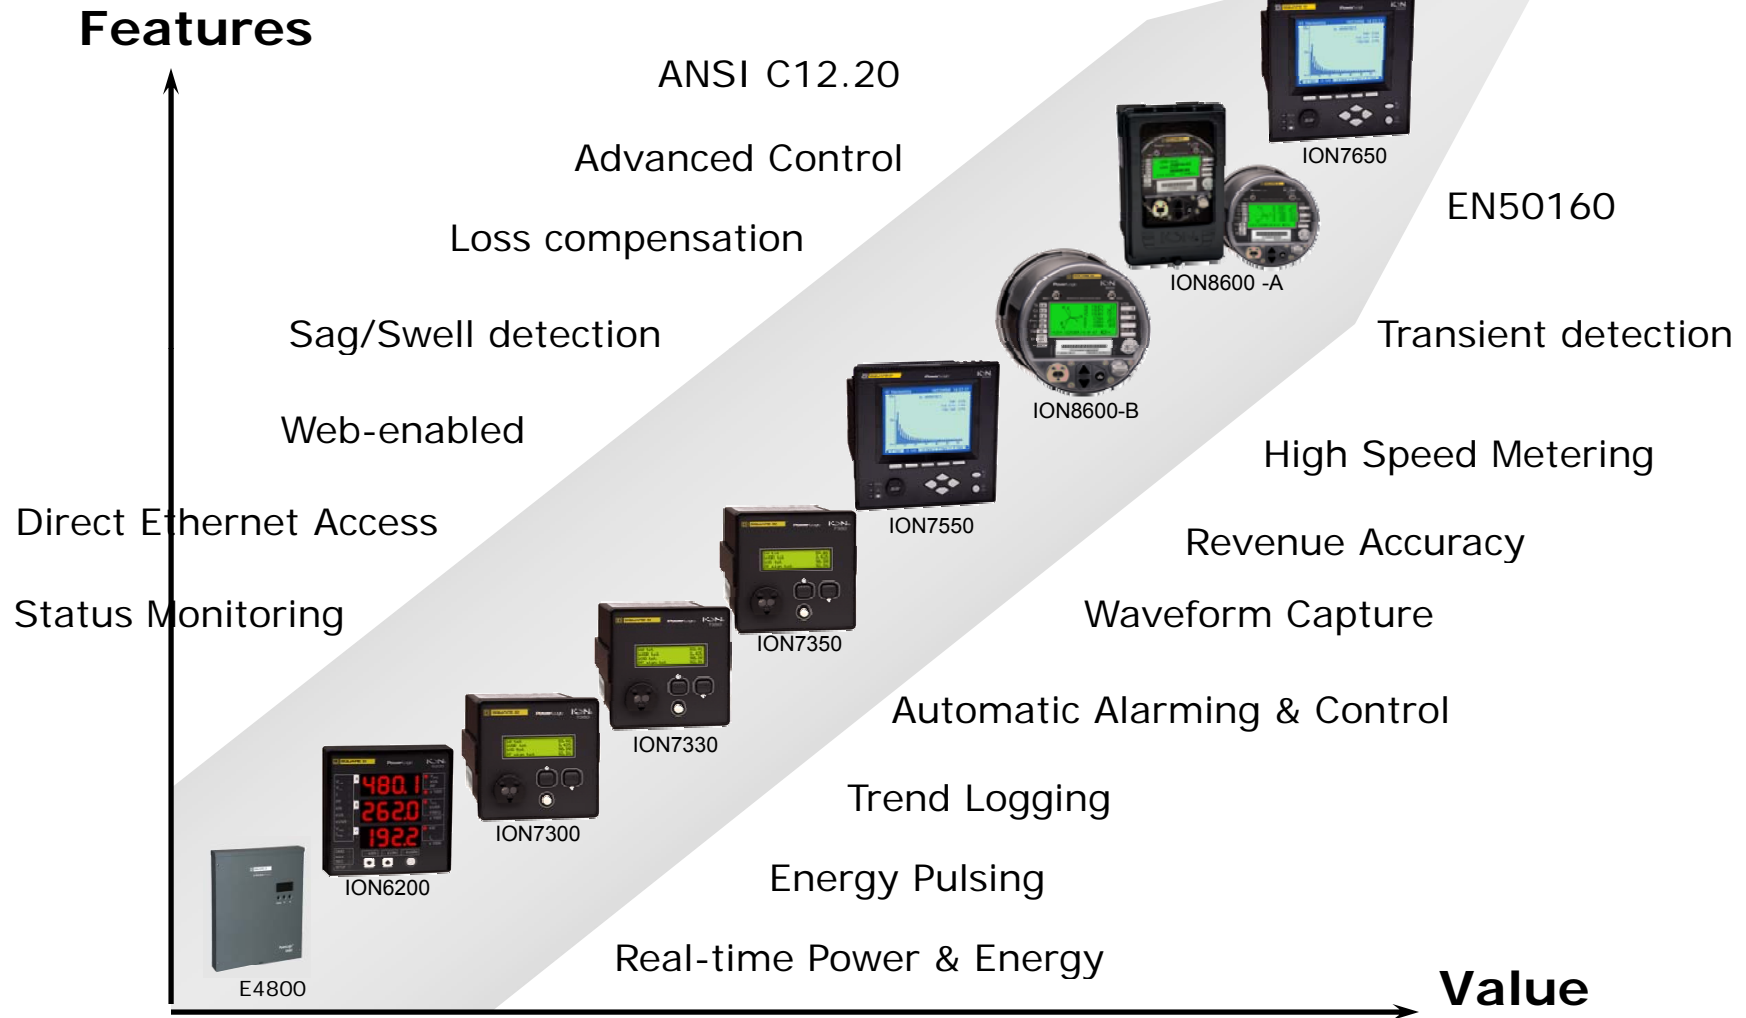 Features
ANSI C12.20
Advanced Control
ION7650
EN50160
Loss compensation
ION8600 -A
Sag/Swell detection
Transient detection
ION8600-B
Web-enabled
High Speed Metering
Direct Ethernet Access
ION7550
Revenue Accuracy
Status Monitoring
Waveform Capture
ION7350
Automatic Alarming & Control
ION7330
480.1
262.0
192.2
Trend Logging
ION7300
Energy Pulsing
ION6200
Real-time Power & Energy
E4800
Value